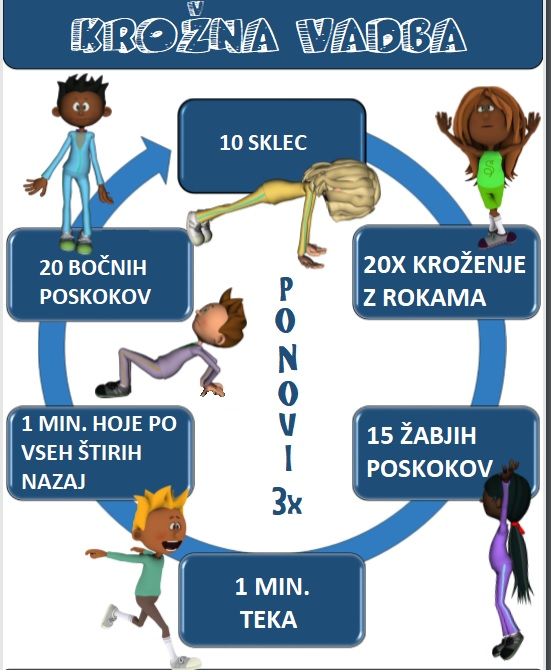 KROŽNA VADBA
10 SKLEC
20X KROŽENJE
Z ROKAMA
15 ŽABJIH
POSKOKOV
1 MIN.
TEKA
1 MIN. HOJE PO
VSEH ŠTIRIH
NAZAJ
20 BOČNIH
POSKOKOV
PONOVI
3x